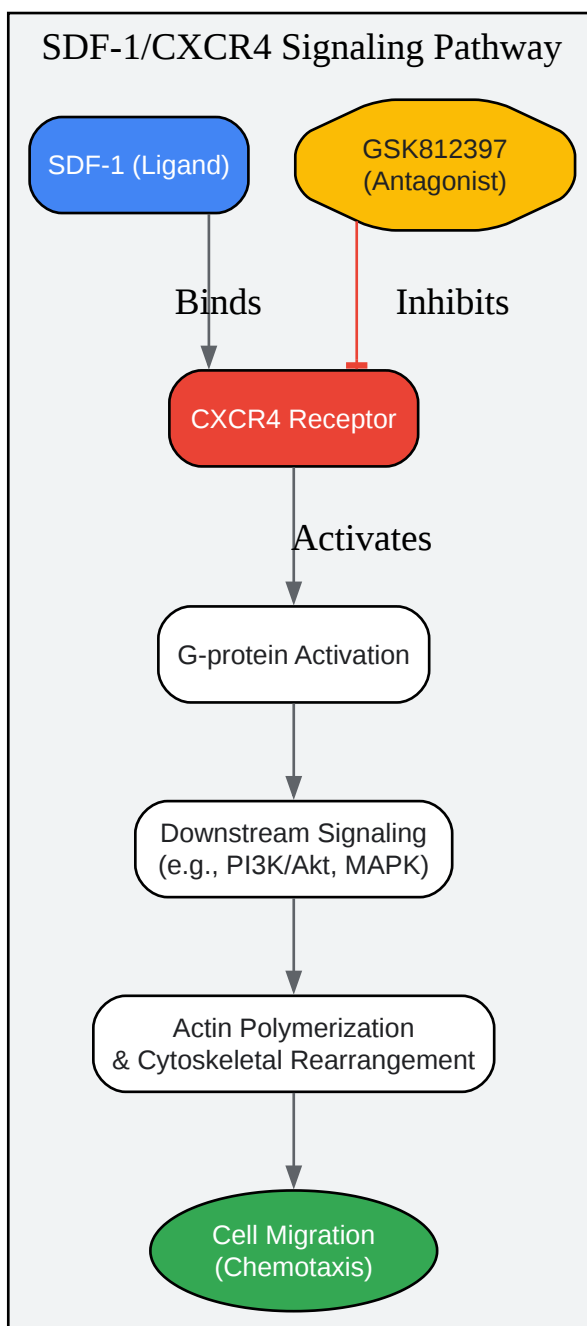 SDF-1/CXCR4 Signaling Pathway
SDF-1 (Ligand)
GSK812397
(Antagonist)
Binds
Inhibits
CXCR4 Receptor
Activates
G-protein Activation
Downstream Signaling
(e.g., PI3K/Akt, MAPK)
Actin Polymerization
& Cytoskeletal Rearrangement
Cell Migration
(Chemotaxis)